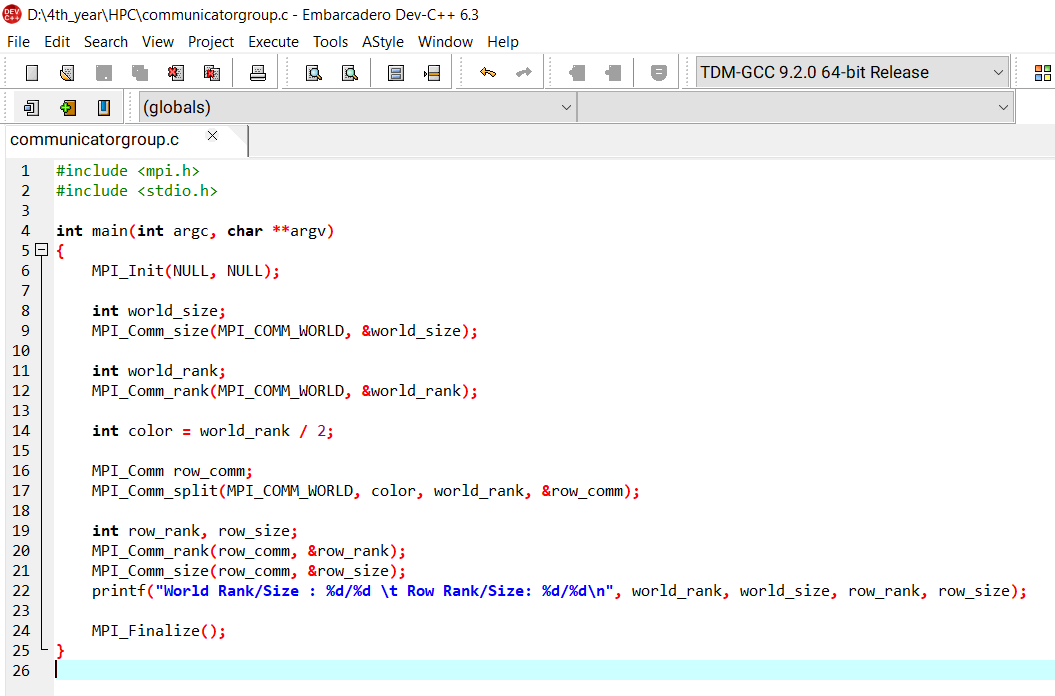 DEV C++ D:\4th_year\HPC\communicatorgroup.c - Embarcadero Dev-C++ 6.3
File Edit Search View Project Execute Tools AStyle Window Help
TDM-GCC 9.2.0 64-bit Release
(globals)
communicatorgroup.c
1 #include <mpi.h>
2 #include <stdio.h>
3
4 int main(int argc, char **argv)
5 {
6     MPI_Init(NULL, NULL);
7
8     int world_size;
9     MPI_Comm_size(MPI_COMM_WORLD, &world_size);
10
11     int world_rank;
12     MPI_Comm_rank(MPI_COMM_WORLD, &world_rank);
13
14     int color = world_rank / 2;
15
16     MPI_Comm row_comm;
17     MPI_Comm_split(MPI_COMM_WORLD, color, world_rank, &row_comm);
18
19     int row_rank, row_size;
20     MPI_Comm_rank(row_comm, &row_rank);
21     MPI_Comm_size(row_comm, &row_size);
22     printf("World Rank/Size : %d/%d \t Row Rank/Size: %d/%d\n", world_rank, world_size, row_rank, row_size);
23
24     MPI_Finalize();
25 }
26